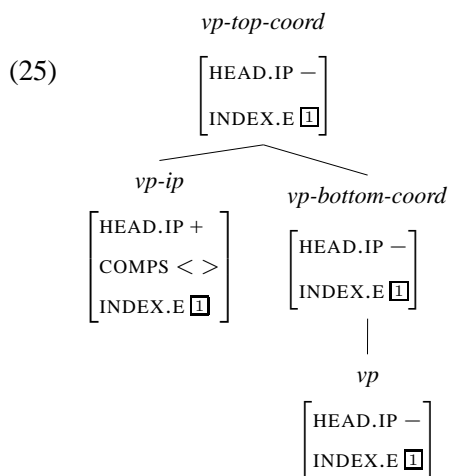 vp-top-coord
(25)
HEAD.IP −
INDEX.E 1
vp-ip
vp-bottom-coord
HEAD.IP +
COMPS < >
INDEX.E 1
HEAD.IP −
INDEX.E 1
vp
HEAD.IP −
INDEX.E 1